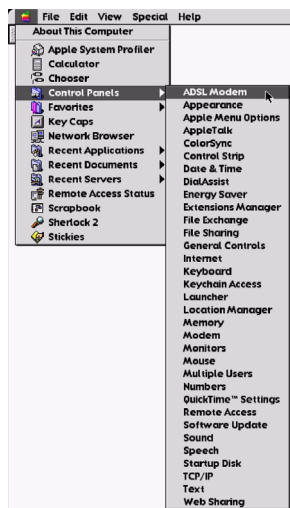 File Edit View Special Help
About This Computer
Apple System Profiler
Calculator
Chooser
Control Panels
Favorites
Key Caps
Network Browser
Recent Applications
Recent Documents
Recent Servers
Remote Access Status
Scrapbook
Sherlock 2
Stickies
ADSL Modem
Appearance
Apple Menu Options
AppleTalk
ColorSync
Control Strip
Date & Time
DialAssist
Energy Saver
Extensions Manager
File Exchange
File Sharing
General Controls
Internet
Keyboard
Keychain Access
Launcher
Location Manager
Memory
Modem
Monitors
Mouse
Multiple Users
Numbers
QuickTime™ Settings
Remote Access
Software Update
Sound
Speech
Startup Disk
TCP/IP
Text
Web Sharing